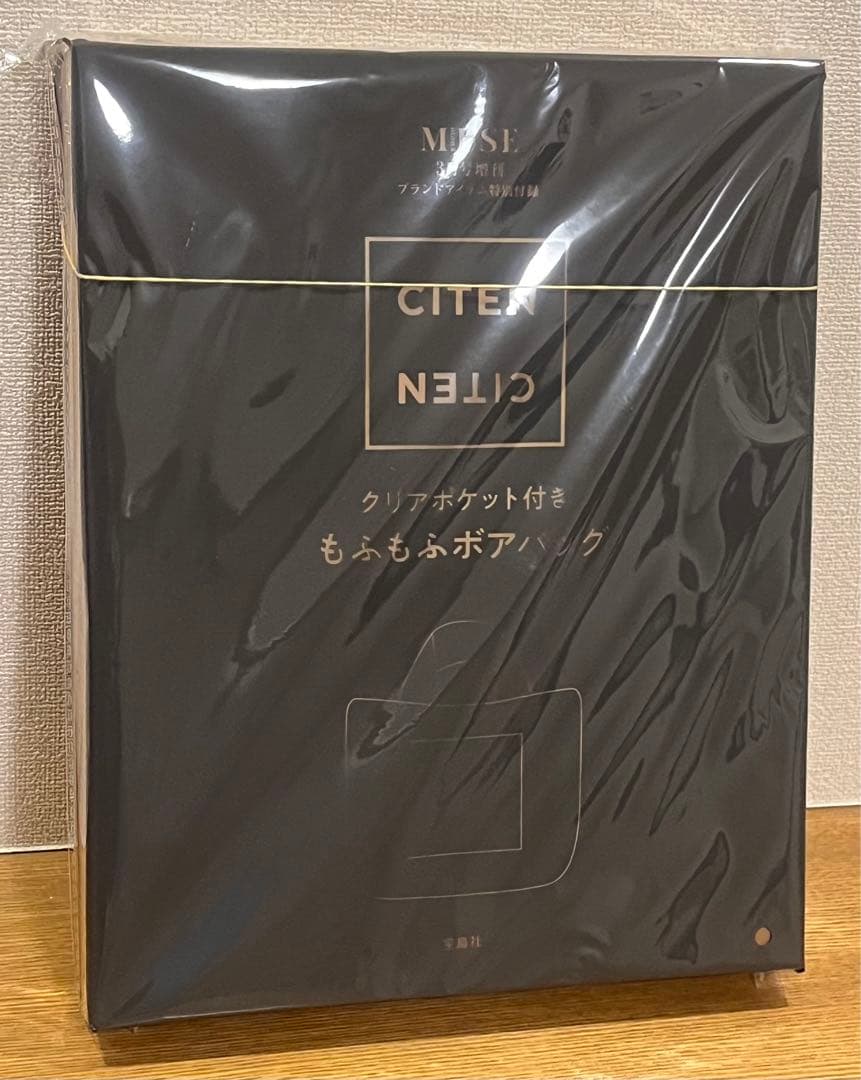 MUSE
3月号増刊
ブランドアイテム特別付録
CITEN
CITEN
クリアポケット付き
もふもふボアバッグ
宝島社